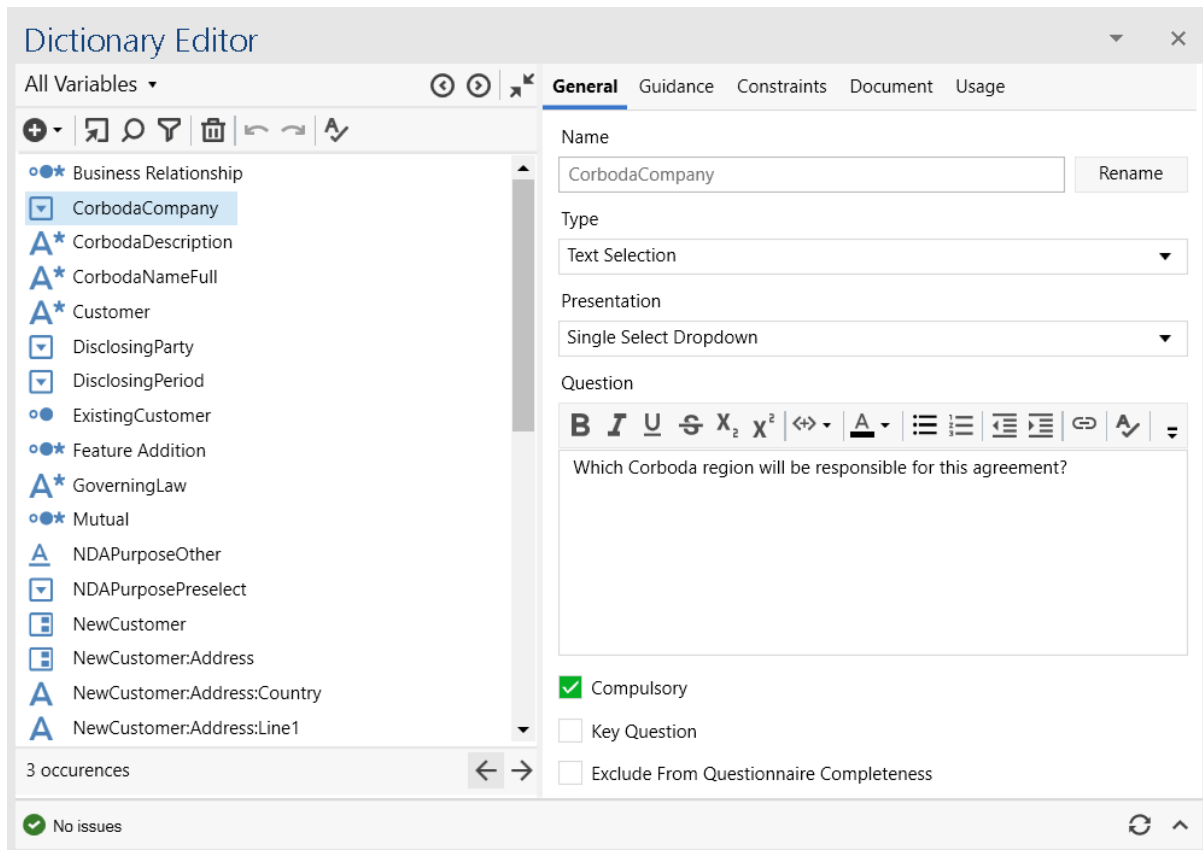 Dictionary Editor
All Variables
General Guidance Constraints Document Usage
Business Relationship
CorbodaCompany
CorbodaDescription
CorbodaNameFull
Customer
DisclosingParty
DisclosingPeriod
ExistingCustomer
Feature Addition
GoverningLaw
Mutual
NDAPurposeOther
NDAPurposePreselect
NewCustomer
NewCustomer:Address
NewCustomer:Address:Country
NewCustomer:Address:Line1
3 occurences
Name
CorbodaCompany Rename
Type
Text Selection
Presentation
Single Select Dropdown
Question
B I U S X₂ X² A
Which Corboda region will be responsible for this agreement?
Compulsory
Key Question
Exclude From Questionnaire Completeness
No issues